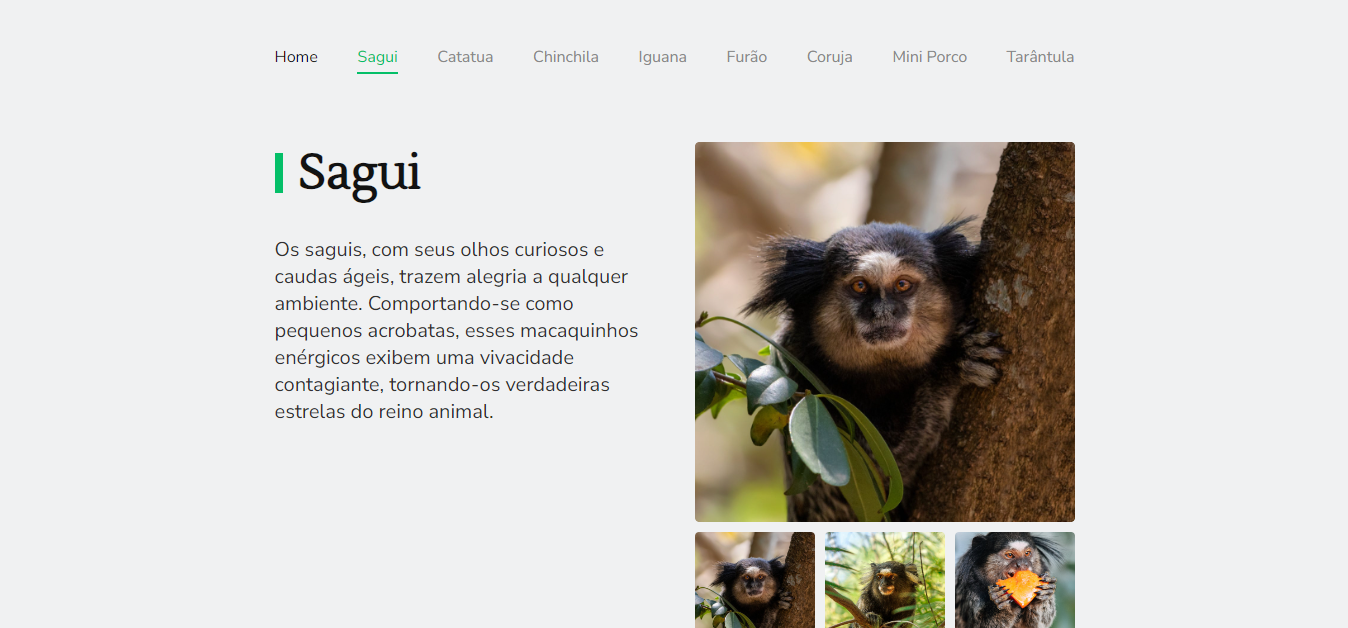 Home Sagui Catatua Chinchila Iguana Furão Coruja Mini Porco Tarântula
Sagui
Os saguis, com seus olhos curiosos e
caudas ágeis, trazem alegria a qualquer
ambiente. Comportando-se como
pequenos acrobatas, esses macaquinhos
enérgicos exibem uma vivacidade
contagiante, tornando-os verdadeiras
estrelas do reino animal.